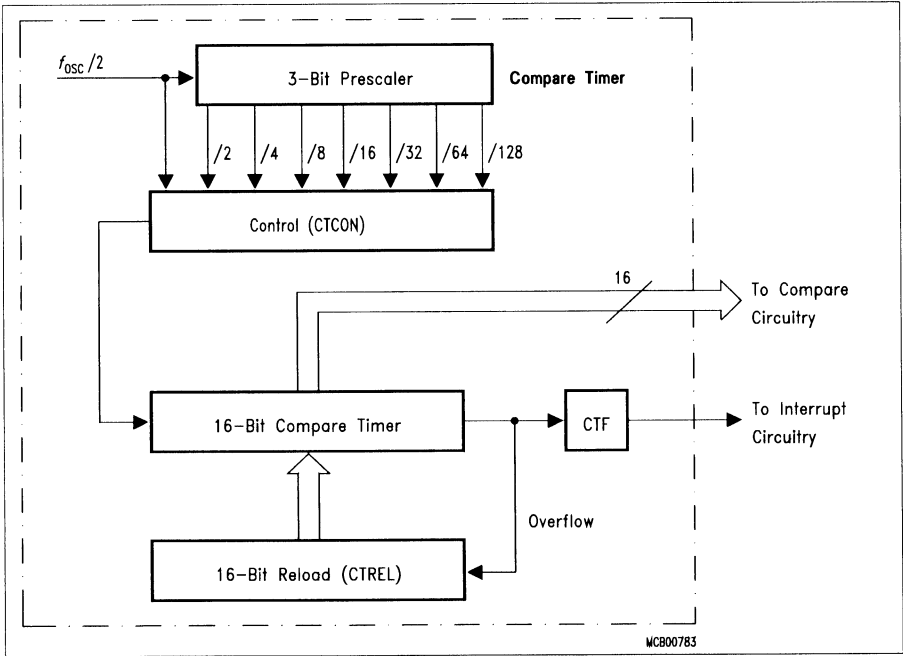 fOSC/2
3-Bit Prescaler
Compare Timer
/2 /4 /8 /16 /32 /64 /128
Control (CTCON)
16
To Compare
Circuitry
16-Bit Compare Timer
CTF
To Interrupt
Circuitry
Overflow
16-Bit Reload (CTREL)
MCB00783